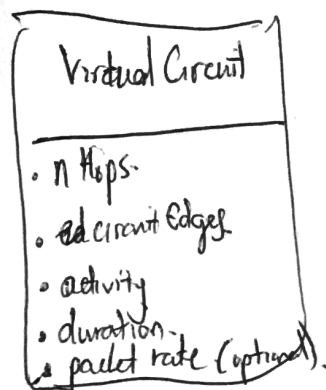 Virtual Circuit
• n Hops.
• circuit Edges
• activity
• duration.
• packet rate (optional).